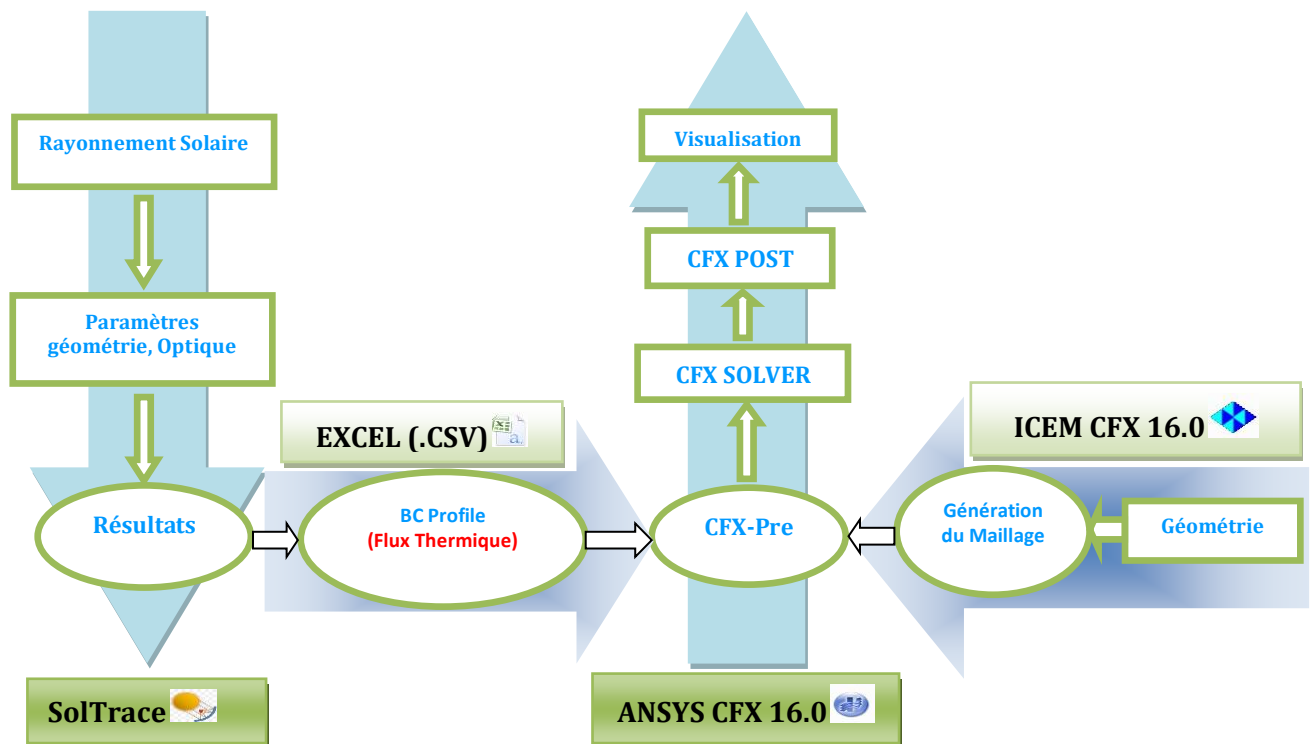 Rayonnement Solaire
Paramètres
géométrie, Optique
Résultats
SolTrace
EXCEL (.CSV)
a,
BC Profile
(Flux Thermique)
Visualisation
CFX POST
CFX SOLVER
CFX-Pre
ANSYS CFX 16.0
ICEM CFX 16.0
Génération
du Maillage
Géométrie